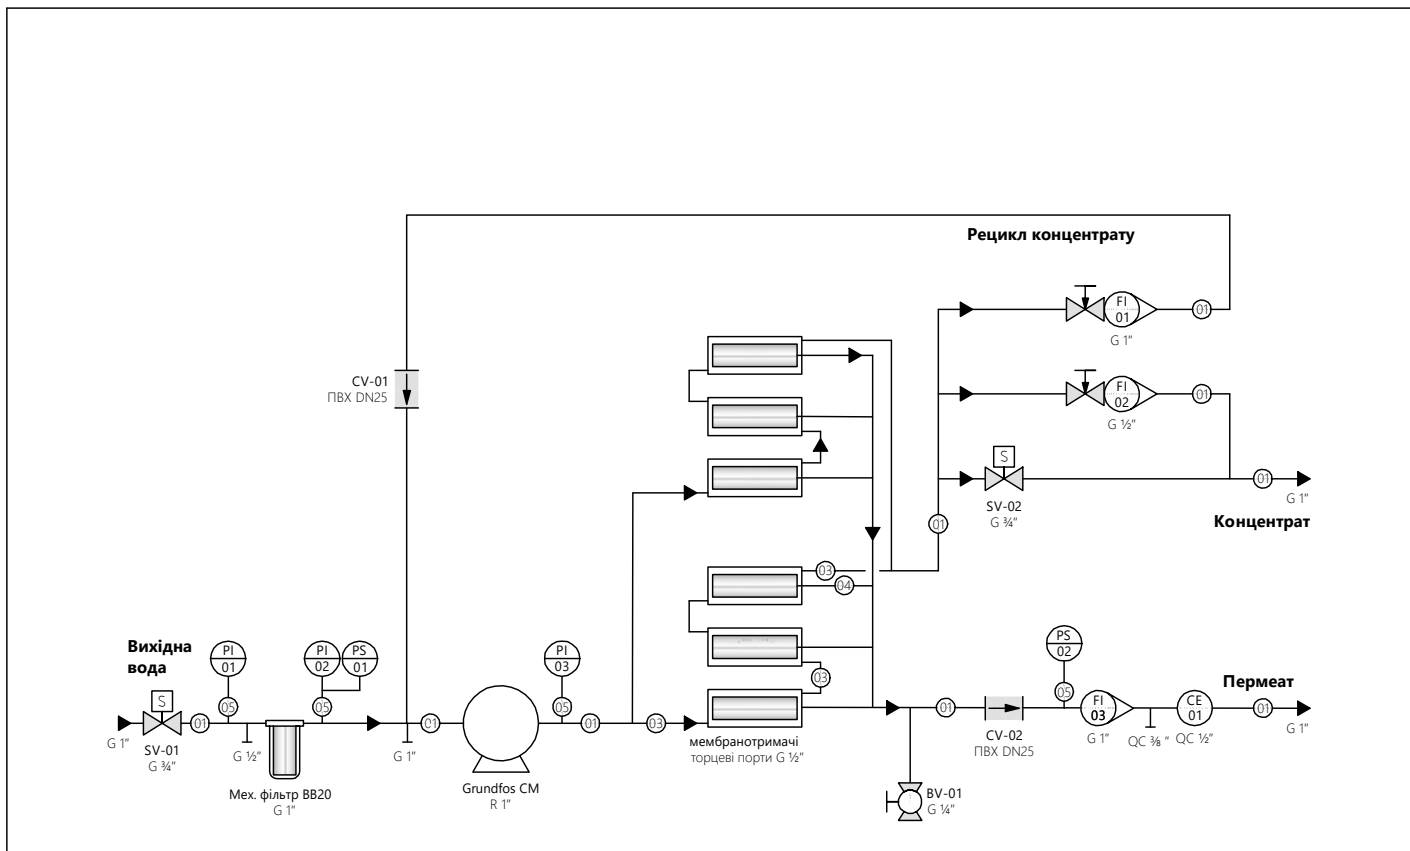 Рецикл концентрату
FI
01
01
G 1"
CV-01
ПВХ DN25
FI
02
01
G ½"
S
SV-02
G ¾"
01
G 1"
Концентрат
01
03
04
03
Вихідна
вода
PI
01
PI
02
PS
01
PI
03
PS
02
05
05
05
05
S
G 1"
SV-01
G ¾"
01
G ½"
Мех. фільтр BB20
G 1"
G 1"
01
Grundfos CM
R 1"
01
03
мембранотримачі
торцеві порти G ½"
01
CV-02
ПВХ DN25
FI
03
G 1"
QC ⅜ "
CE
01
QC ½"
Пермеат
01
G 1"
BV-01
G ¼"